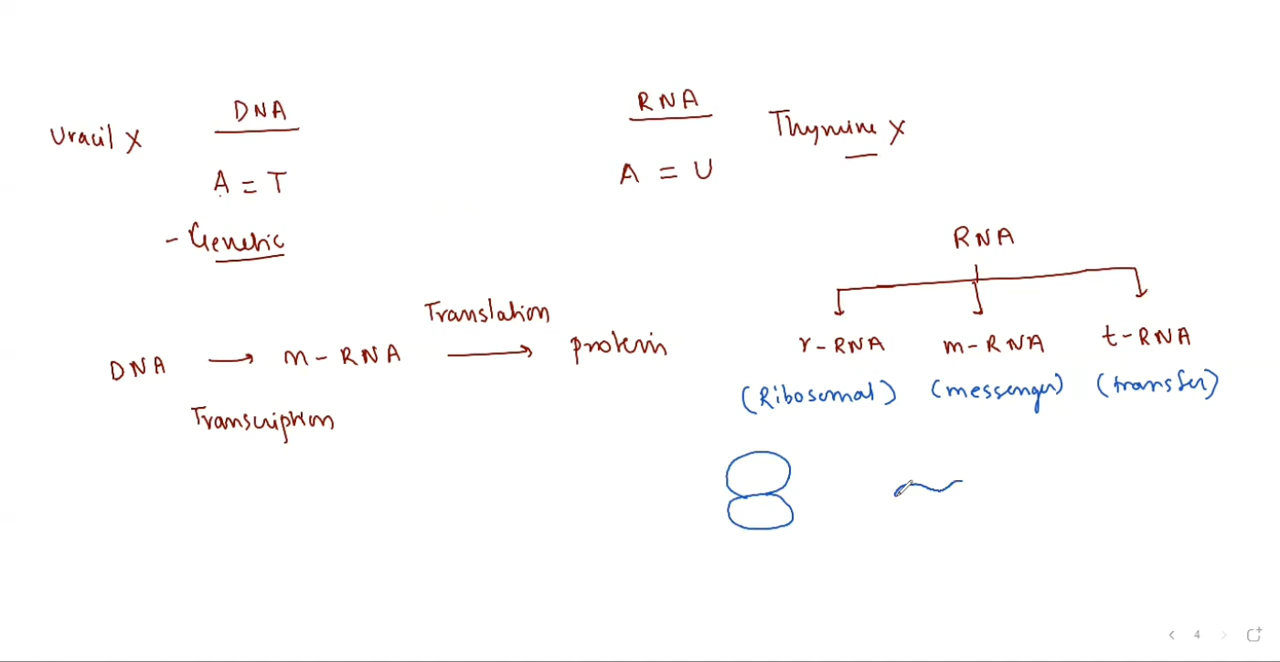 DNA
RNA
Uracil X
Thymine X
A = T
A = U
- Genetic
RNA
Translation
DNA → m-RNA → protein
Transcription
r-RNA m-RNA t-RNA
(Ribosomal) (messenger) (transfer)
4